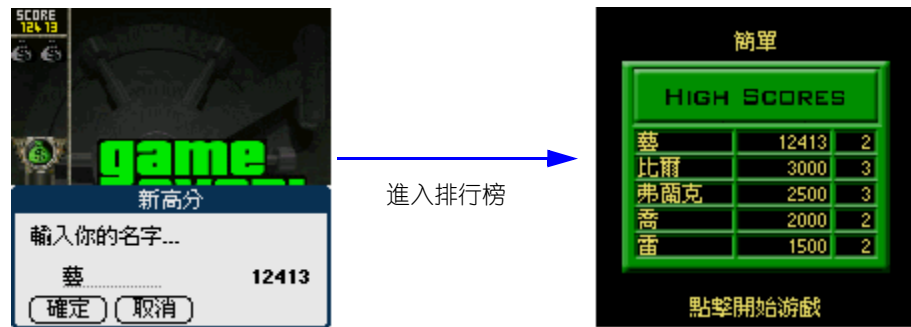 SCORE
12413
game
新高分
輸入你的名字...
藝 12413
確定 取消
進入排行榜
簡單
HIGH SCORES
藝 12413 2
比爾 3000 3
弗蘭克 2500 3
喬 2000 2
雷 1500 2
點擊開始游戲